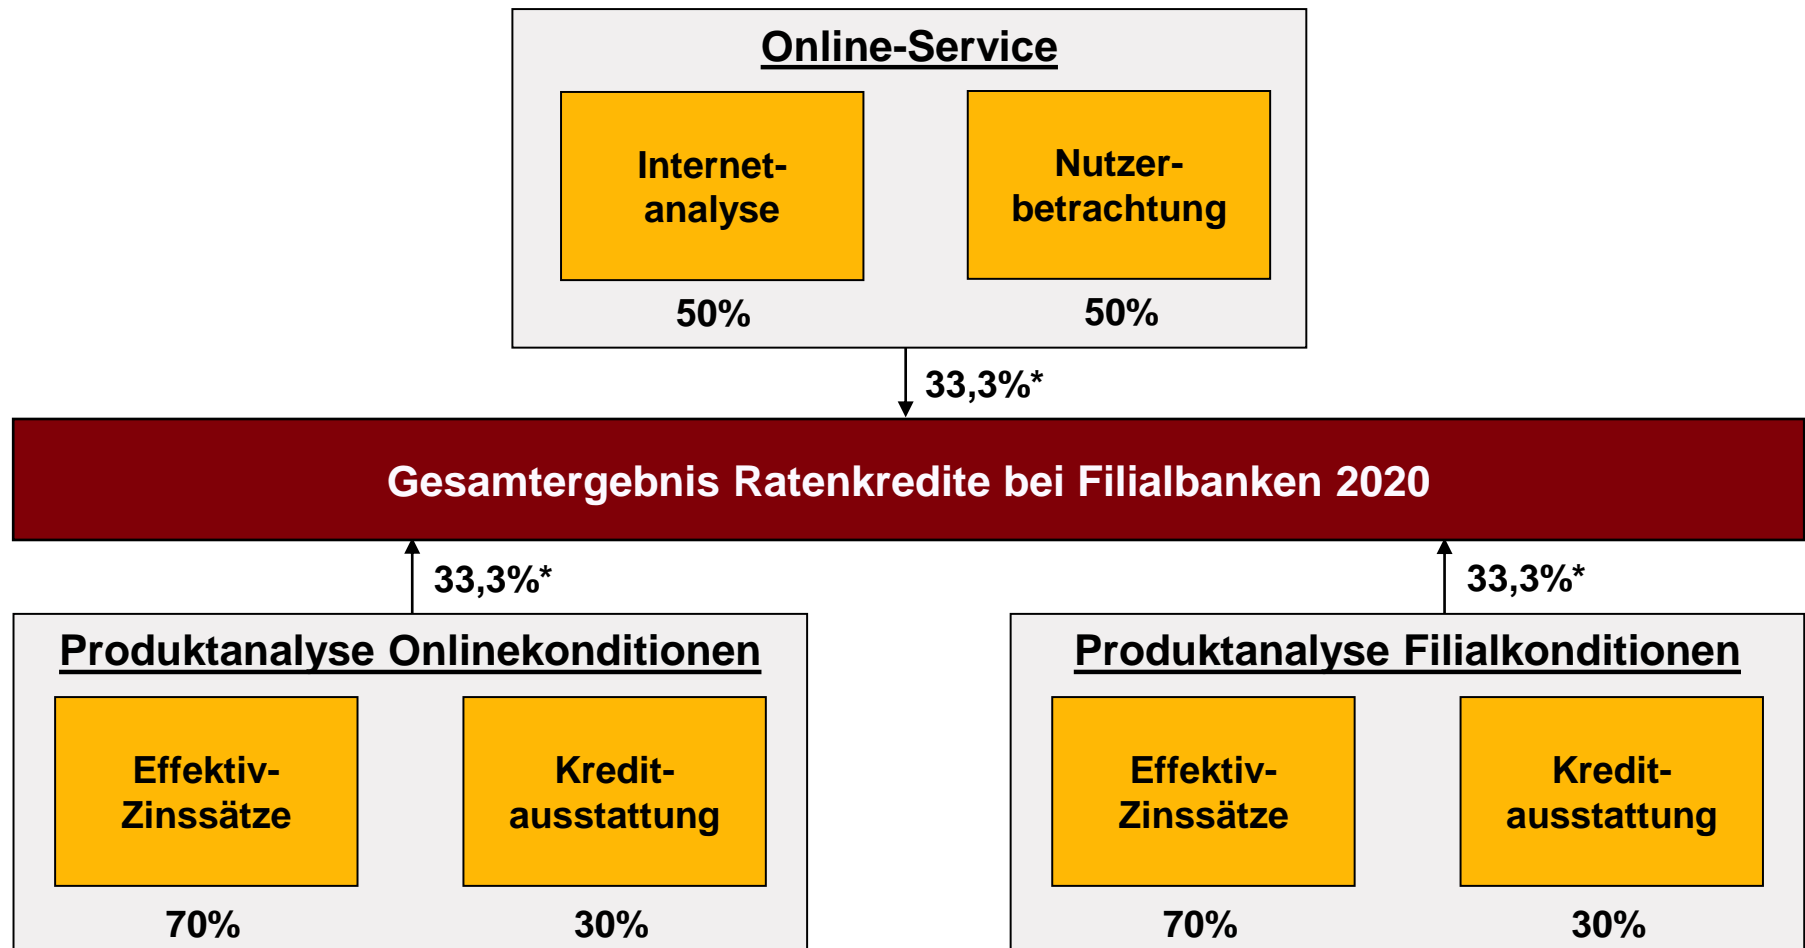 Online-Service
Internet-
analyse
Nutzer-
betrachtung
50%
50%
33,3%*
Gesamtergebnis Ratenkredite bei Filialbanken 2020
33,3%*
33,3%*
Produktanalyse Onlinekonditionen
Effektiv-
Zinssätze
Kredit-
ausstattung
70%
30%
Produktanalyse Filialkonditionen
Effektiv-
Zinssätze
Kredit-
ausstattung
70%
30%